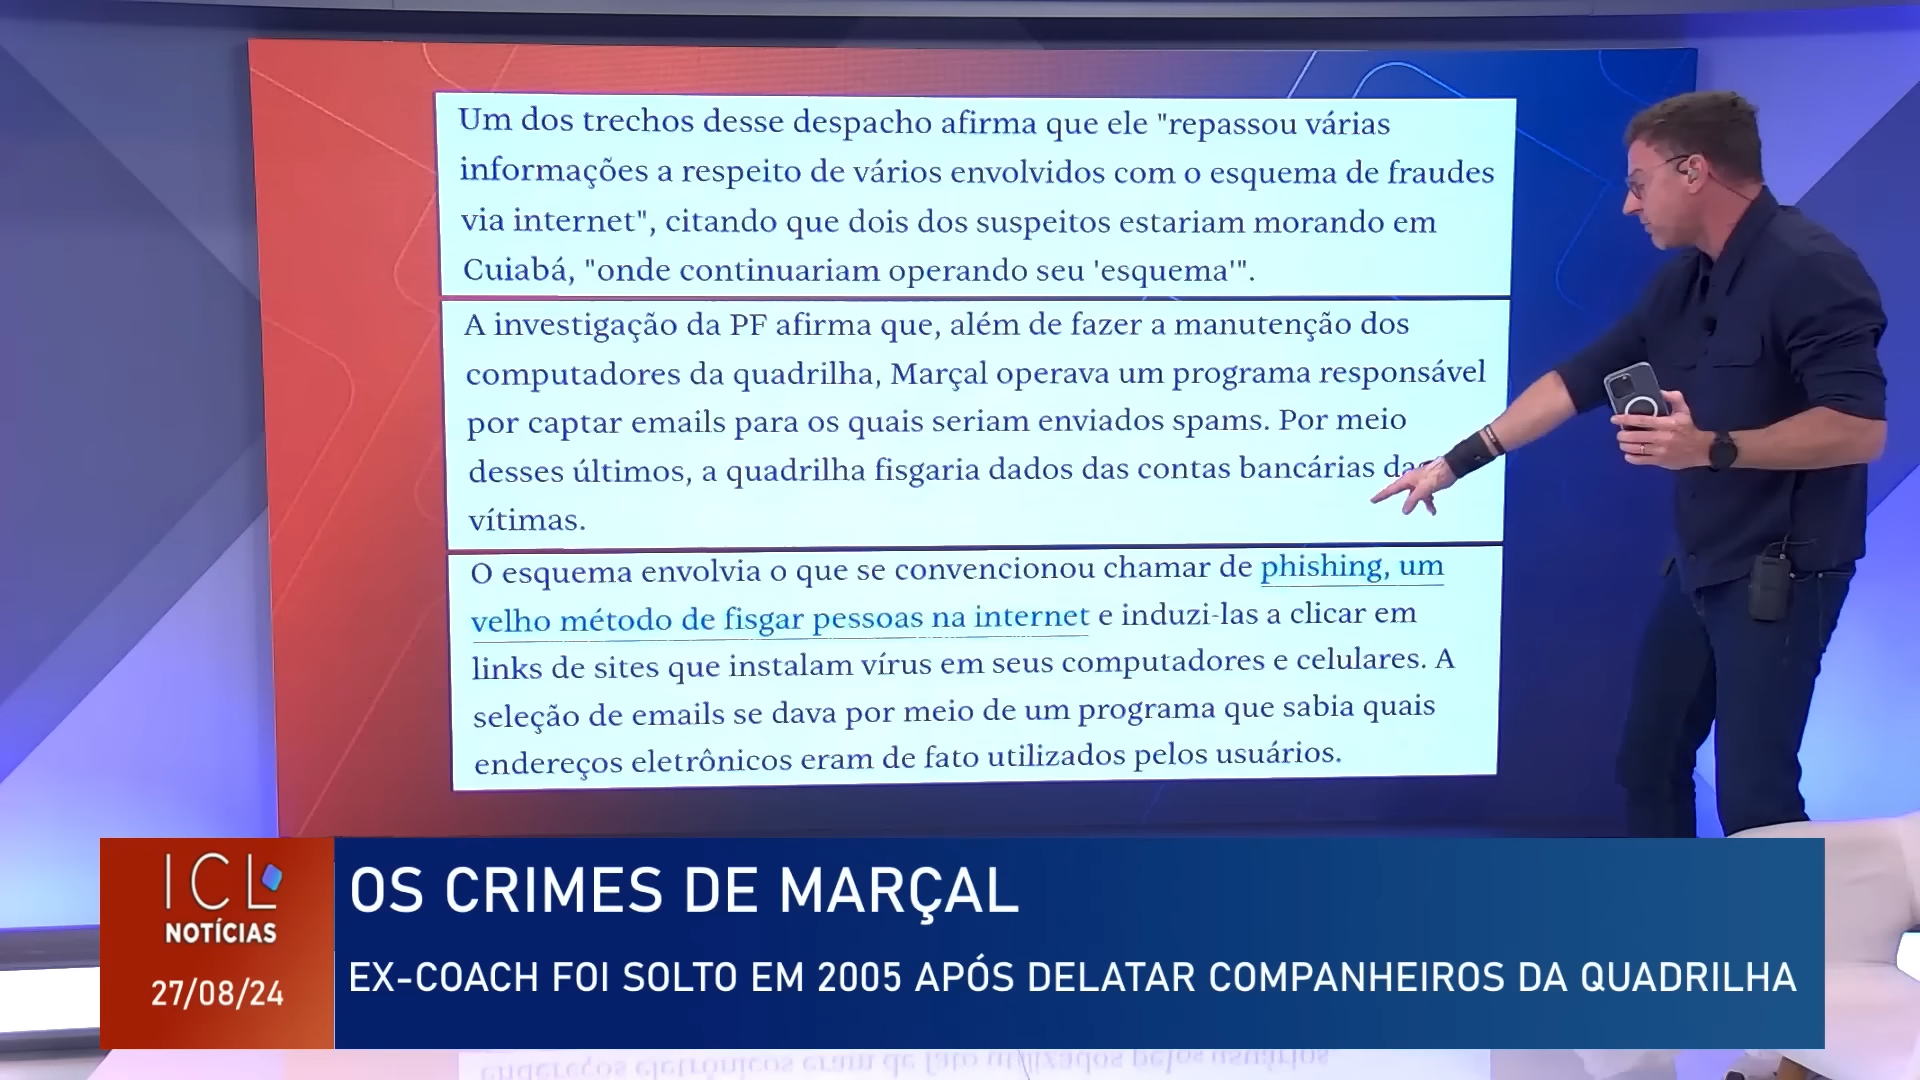 Um dos trechos desse despacho afirma que ele "repassou várias
informações a respeito de vários envolvidos com o esquema de fraudes
via internet", citando que dois dos suspeitos estariam morando em
Cuiabá, "onde continuariam operando seu 'esquema'".
A investigação da PF afirma que, além de fazer a manutenção dos
computadores da quadrilha, Marçal operava um programa responsável
por captar emails para os quais seriam enviados spams. Por meio
desses últimos, a quadrilha fisgaria dados das contas bancárias
vítimas.
O esquema envolvia o que se convencionou chamar de phishing, um
velho método de fisgar pessoas na internet e induzi-las a clicar em
links de sites que instalam vírus em seus computadores e celulares. A
seleção de emails se dava por meio de um programa que sabia quais
endereços eletrônicos eram de fato utilizados pelos usuários.
ICL
NOTÍCIAS
27/08/24
OS CRIMES DE MARÇAL
EX-COACH FOI SOLTO EM 2005 APÓS DELATAR COMPANHEIROS DA QUADRILHA